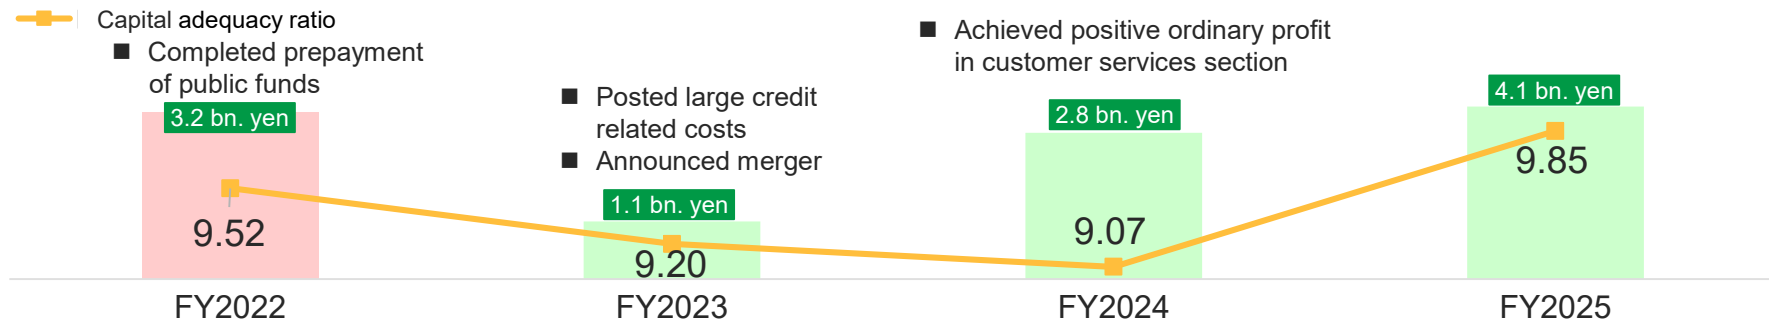 Capital adequacy ratio
■ Completed prepayment
of public funds
3.2 bn. yen
9.52
FY2022
■ Posted large credit
related costs
■ Announced merger
1.1 bn. yen
9.20
FY2023
■ Achieved positive ordinary profit
in customer services section
2.8 bn. yen
9.07
FY2024
4.1 bn. yen
9.85
FY2025